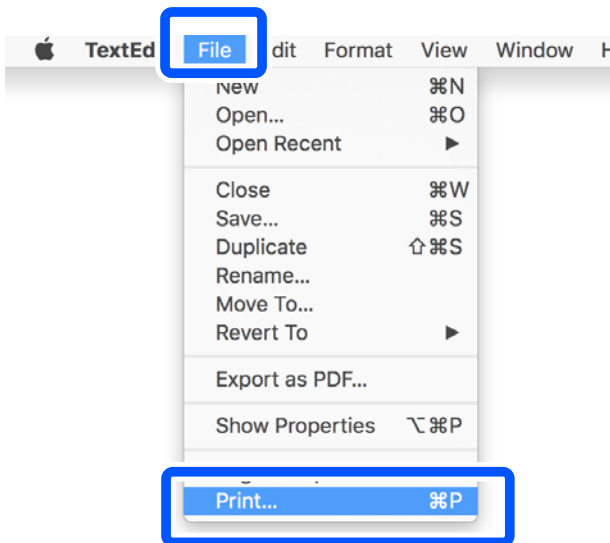 TextEd File dit Format View Window H
New ⌘N
Open... ⌘O
Open Recent ▶
Close ⌘W
Save... ⌘S
Duplicate ⇧⌘S
Rename...
Move To...
Revert To ▶
Export as PDF...
Show Properties ⌥⌘P
Print... ⌘P